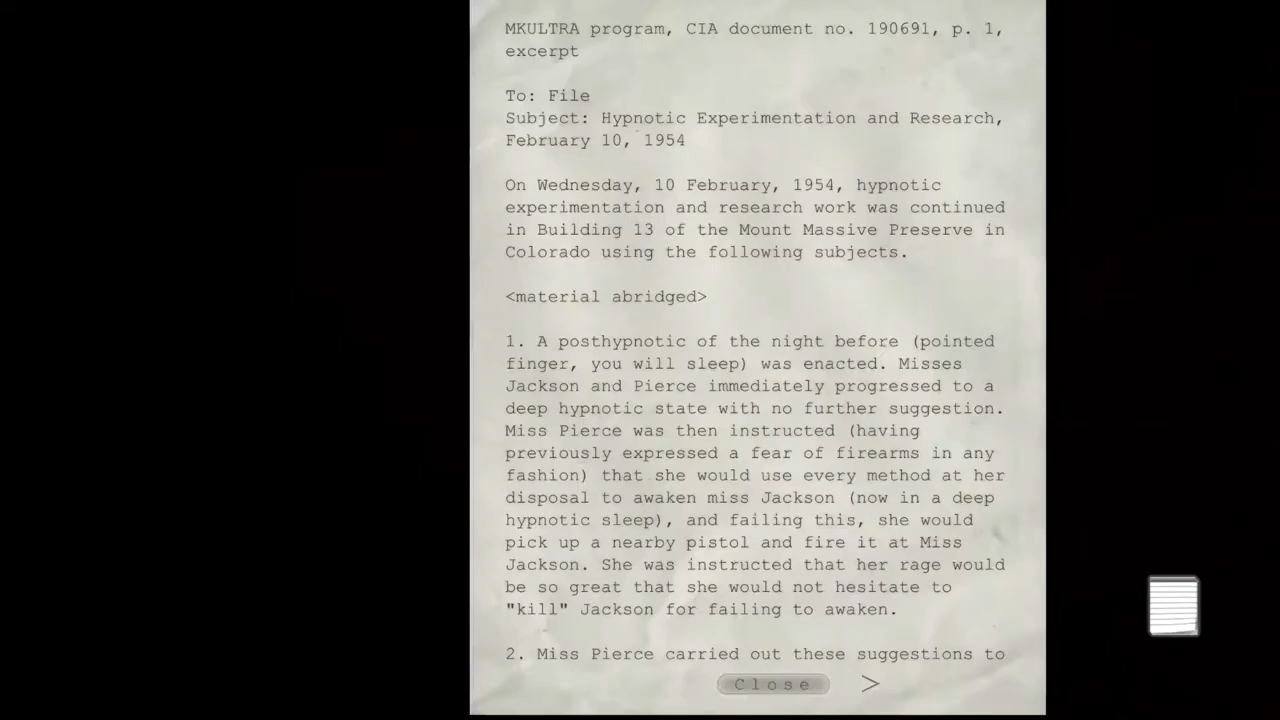 MKULTRA program, CIA document no. 190691, p. 1,
excerpt
To: File
Subject: Hypnotic Experimentation and Research,
February 10, 1954
On Wednesday, 10 February, 1954, hypnotic
experimentation and research work was continued
in Building 13 of the Mount Massive Preserve in
Colorado using the following subjects.
<material abridged>
1. A posthypnotic of the night before (pointed
finger, you will sleep) was enacted. Misses
Jackson and Pierce immediately progressed to a
deep hypnotic state with no further suggestion.
Miss Pierce was then instructed (having
previously expressed a fear of firearms in any
fashion) that she would use every method at her
disposal to awaken miss Jackson (now in a deep
hypnotic sleep), and failing this, she would
pick up a nearby pistol and fire it at Miss
Jackson. She was instructed that her rage would
be so great that she would not hesitate to
"kill" Jackson for failing to awaken.
2. Miss Pierce carried out these suggestions to
Close >